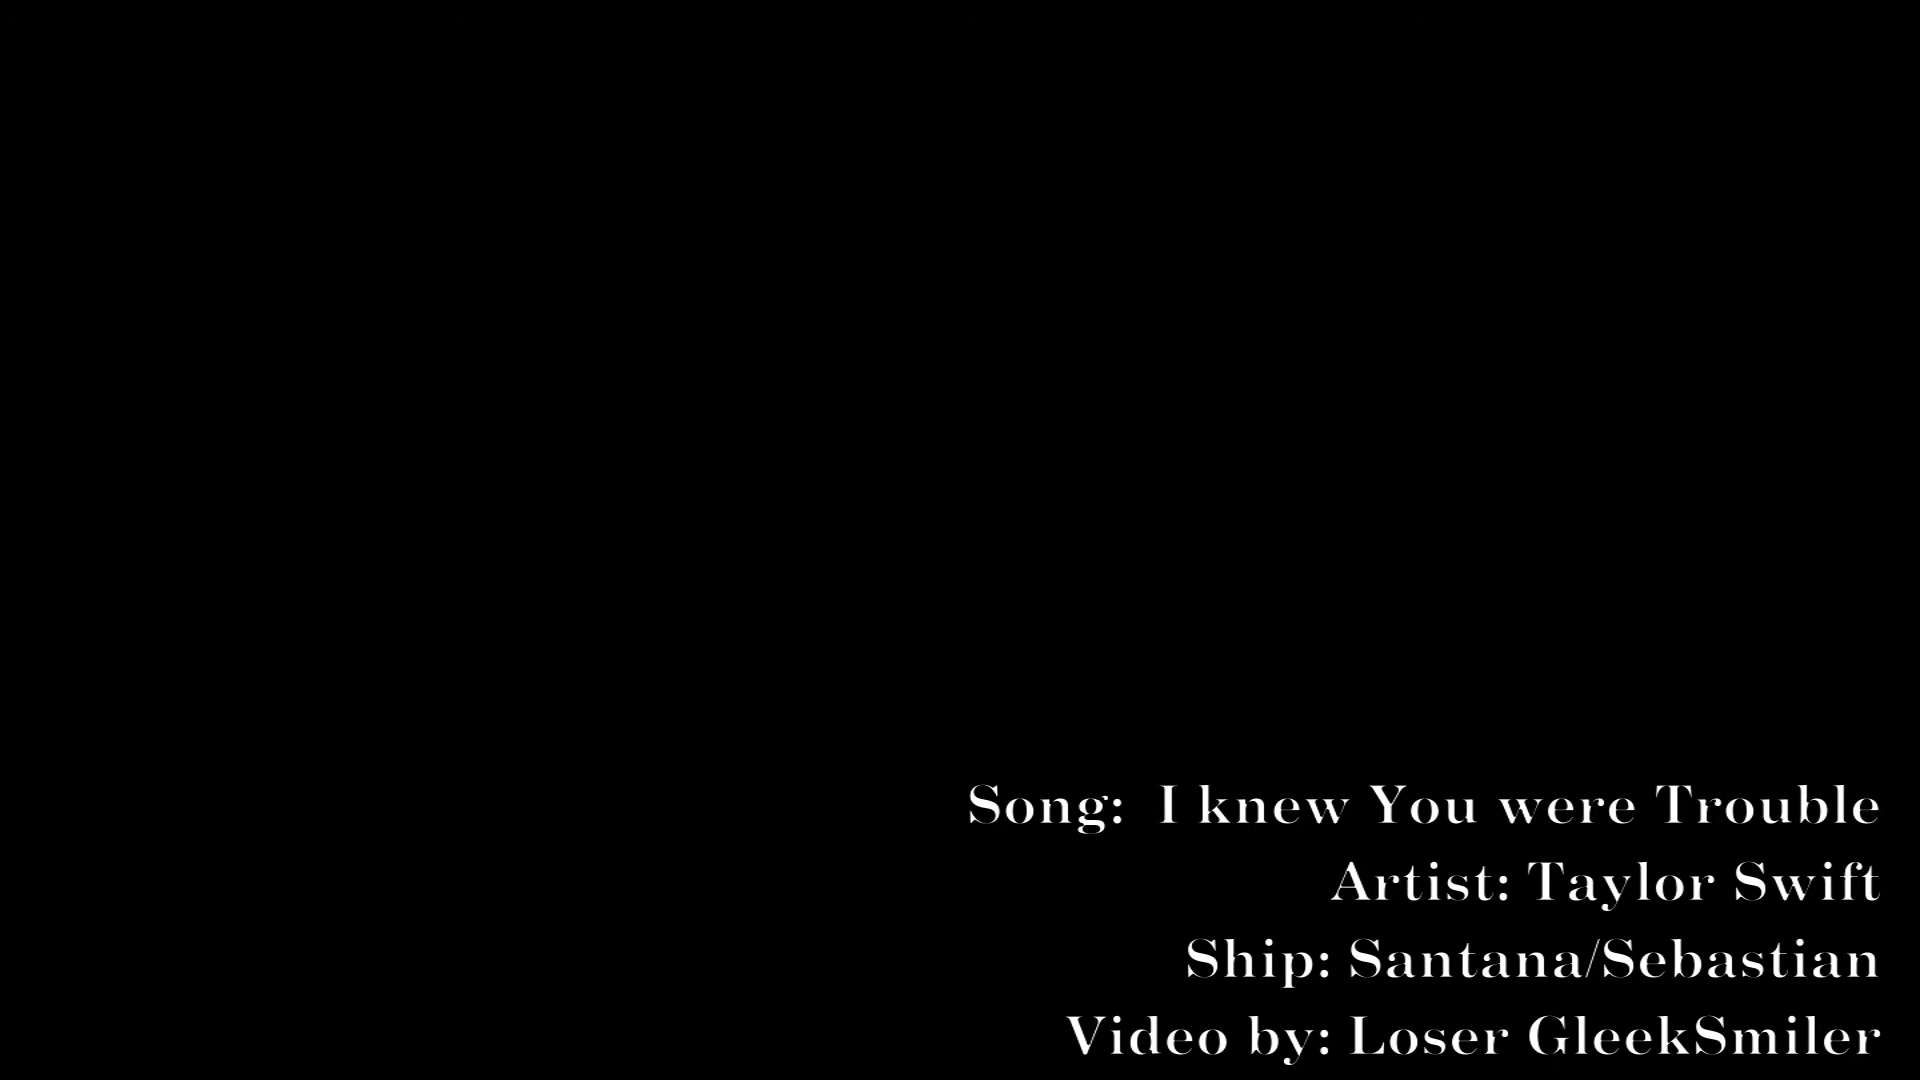 Song:  I knew You were Trouble
Artist: Taylor Swift
Ship: Santana/Sebastian
Video by: Loser GleekSmiler